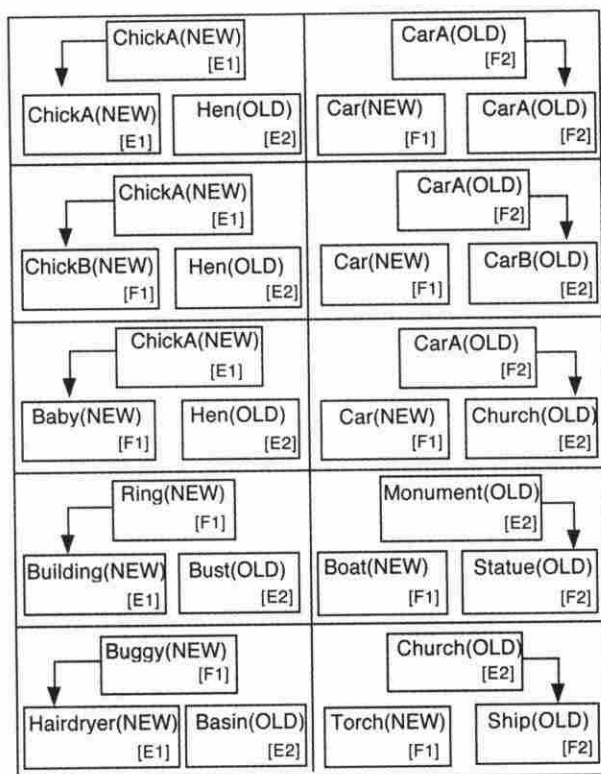 ChickA(NEW)
[E1]
ChickA(NEW)
[E1]
Hen(OLD)
[E2]
CarA(OLD)
[F2]
Car(NEW)
[F1]
CarA(OLD)
[F2]
ChickA(NEW)
[E1]
ChickB(NEW)
[F1]
Hen(OLD)
[E2]
CarA(OLD)
[F2]
Car(NEW)
[F1]
CarB(OLD)
[E2]
ChickA(NEW)
[E1]
Baby(NEW)
[F1]
Hen(OLD)
[E2]
CarA(OLD)
[F2]
Car(NEW)
[F1]
Church(OLD)
[E2]
Ring(NEW)
[F1]
Building(NEW)
[E1]
Bust(OLD)
[E2]
Monument(OLD)
[E2]
Boat(NEW)
[F1]
Statue(OLD)
[F2]
Buggy(NEW)
[F1]
Hairdryer(NEW)
[E1]
Basin(OLD)
[E2]
Church(OLD)
[E2]
Torch(NEW)
[F1]
Ship(OLD)
[F2]